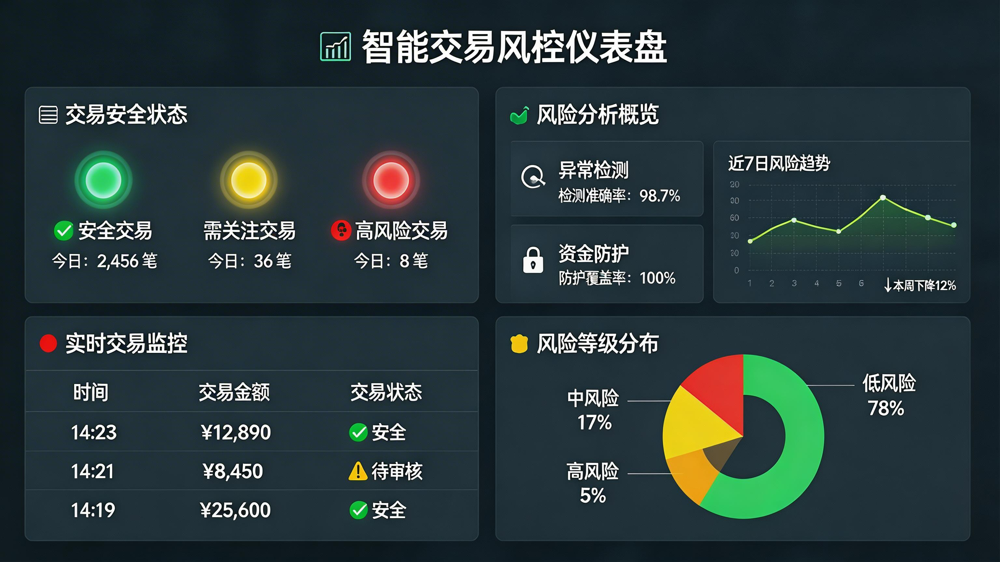 智能交易风控仪表盘
交易安全状态
安全交易
今日：2,456 笔
需关注交易
今日：36 笔
高风险交易
今日：8 笔
风险分析概览
异常检测
检测准确率：98.7%
资金防护
防护覆盖率：100%
近7日风险趋势
20
60
20
0
1 2 3 4 5 6
↓本周下降12%
实时交易监控
时间 交易金额 交易状态
14:23 ¥12,890 安全
14:21 ¥8,450 待审核
14:19 ¥25,600 安全
风险等级分布
低风险
78%
中风险
17%
高风险
5%